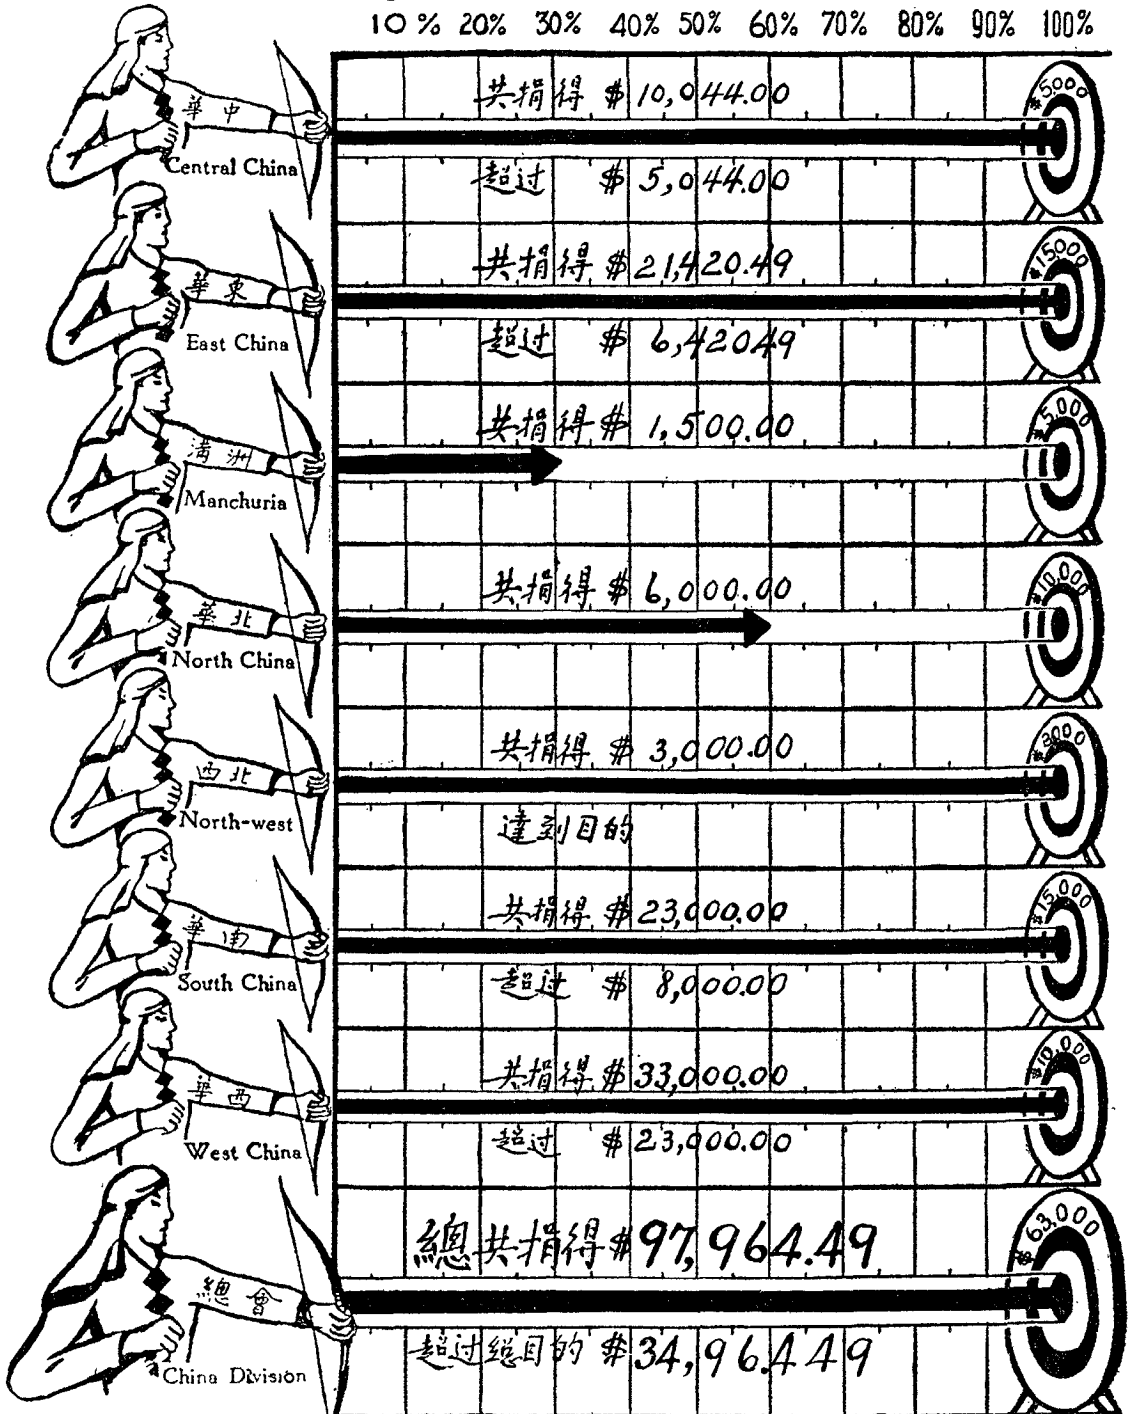 10% 20% 30% 40% 50% 60% 70% 80% 90% 100%
共捐得 $10,044.00
$5000
華中
Central China
超过 $5,044.00
共捐得 $21,420.49
$15000
華東
East China
超过 $6,420.49
共捐得 $1,500.00
$5,000
滿洲
Manchuria
共捐得 $6,000.00
$10,000
華北
North China
共捐得 $3,000.00
$3000
西北
North-west
達到目的
共捐得 $23,000.00
$15,000
華南
South China
超过 $8,000.00
共捐得 $33,000.00
$10,000
華西
West China
超过 $23,000.00
總共捐得 $97,964.49
$63,000
總會
China Division
超过總目的 $34,964.49